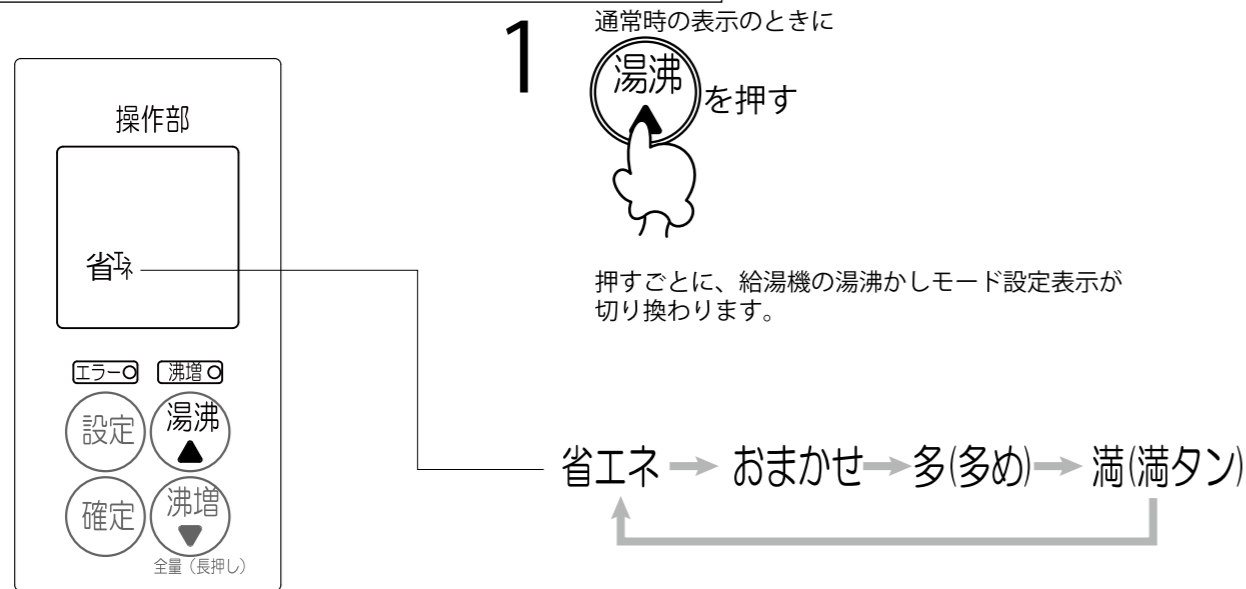 1
通常時の表示のときに
湯沸
を押す
押すごとに、給湯機の湯沸かしモード設定表示が
切り換わります。
操作部
省エネ
エラー 沸増
設定 湯沸
▲
確定 沸増
▼
全量（長押し）
省エネ → おまかせ → 多(多め) → 満(満タン)